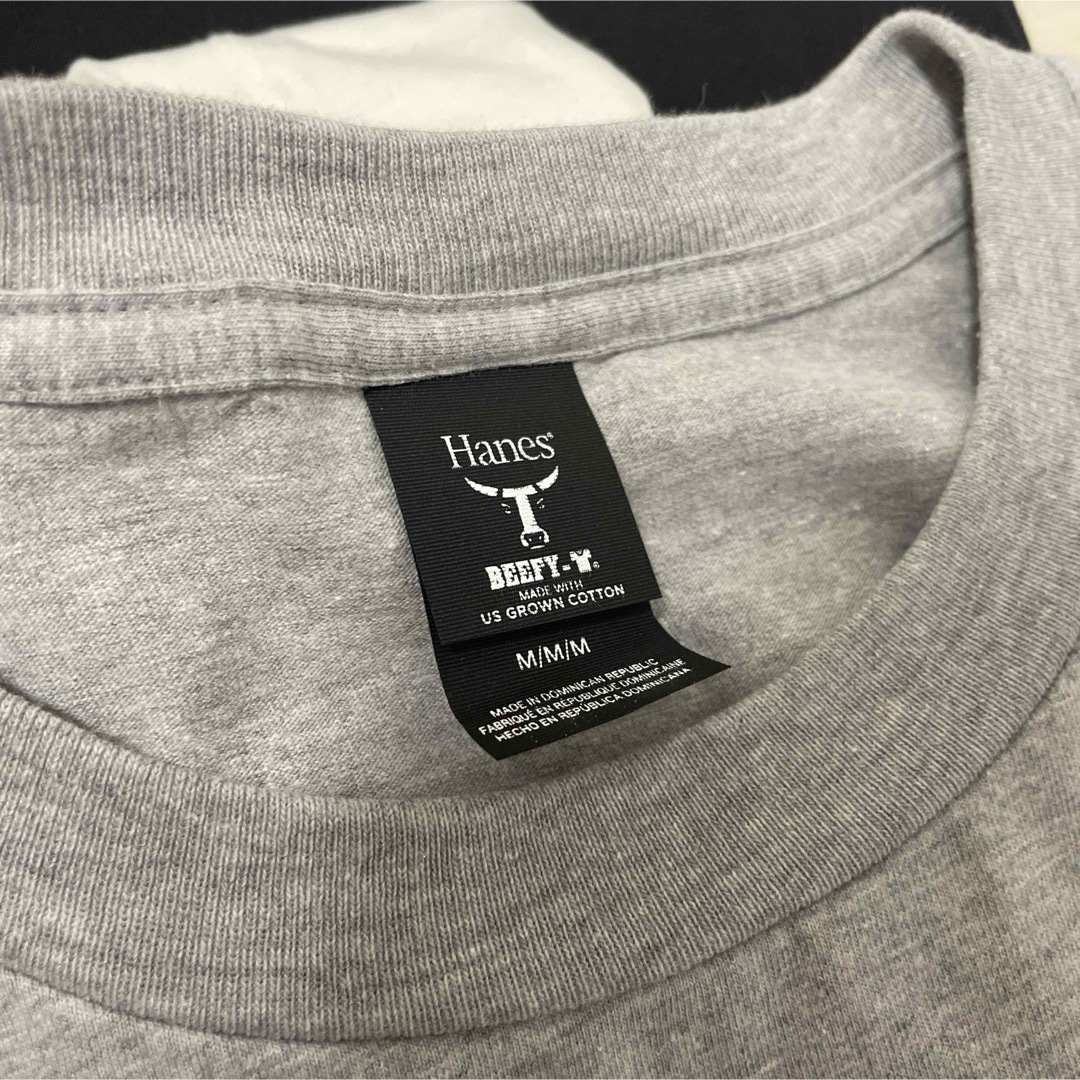 Hanes®
BEEFY-T®
MADE WITH
US GROWN COTTON
M/M/M
MADE IN DOMINICAN REPUBLIC
FABRIQUÉ EN RÉPUBLIQUE DOMINICAINE
HECHO EN REPÚBLICA DOMINICANA